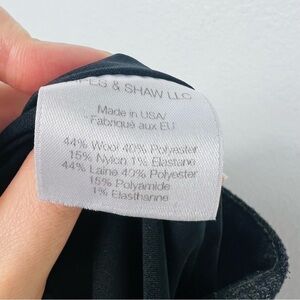 & SHAW LLC
Made in USA/
Fabriqué aux EU
44% Wool 40% Polyester
15% Nylon 1% Elastane
44% Laine 40% Polyester
15% Polyamide
1% Elasthanne